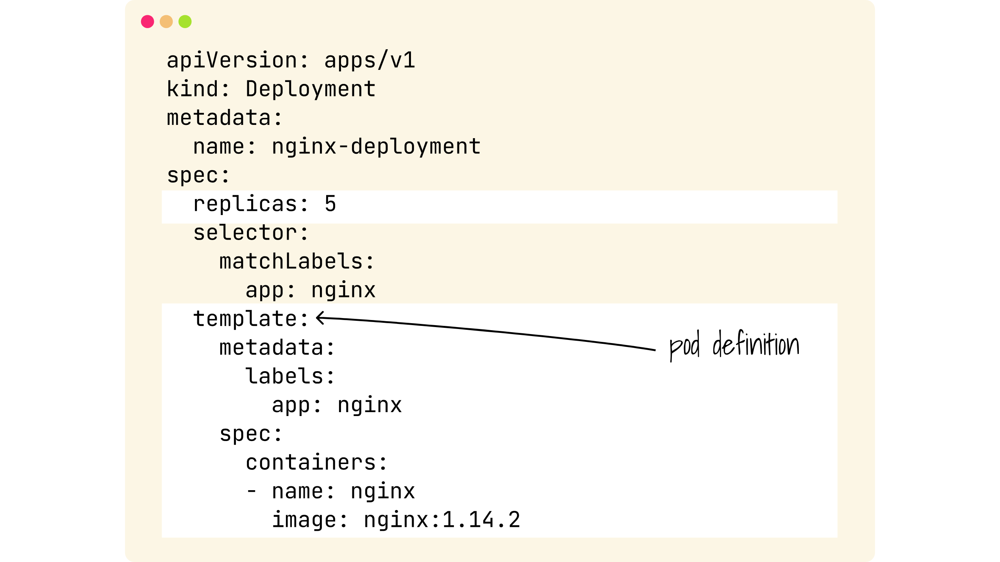 apiVersion: apps/v1
kind: Deployment
metadata:
  name: nginx-deployment
spec:
  replicas: 5
  selector:
    matchLabels:
      app: nginx
  template:
    metadata:
pod definition
      labels:
        app: nginx
    spec:
      containers:
      - name: nginx
        image: nginx:1.14.2